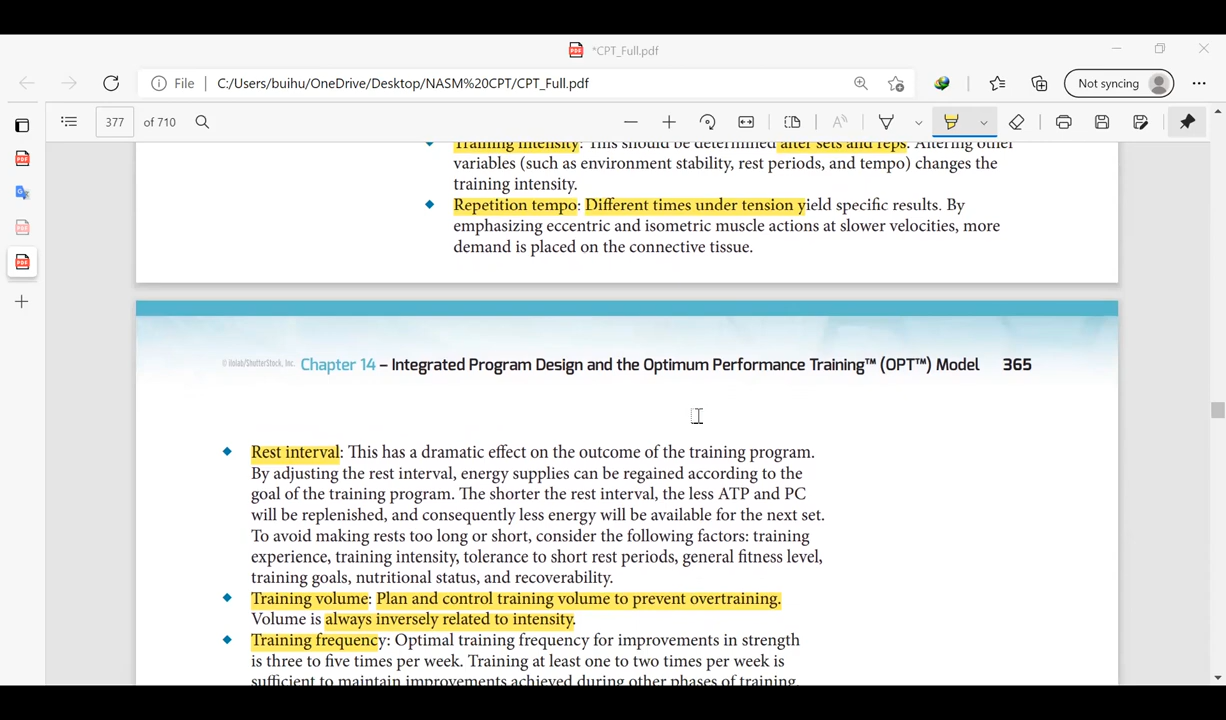 *CPT_Full.pdf
File C:/Users/buihu/OneDrive/Desktop/NASM%20CPT/CPT_Full.pdf Not syncing
377 of 710
Training intensity: This should be determined after sets and reps. Altering other
variables (such as environment stability, rest periods, and tempo) changes the
training intensity.
Repetition tempo: Different times under tension yield specific results. By
emphasizing eccentric and isometric muscle actions at slower velocities, more
demand is placed on the connective tissue.
Chapter 14 – Integrated Program Design and the Optimum Performance Training™ (OPT™) Model 365
Rest interval: This has a dramatic effect on the outcome of the training program.
By adjusting the rest interval, energy supplies can be regained according to the
goal of the training program. The shorter the rest interval, the less ATP and PC
will be replenished, and consequently less energy will be available for the next set.
To avoid making rests too long or short, consider the following factors: training
experience, training intensity, tolerance to short rest periods, general fitness level,
training goals, nutritional status, and recoverability.
Training volume: Plan and control training volume to prevent overtraining.
Volume is always inversely related to intensity.
Training frequency: Optimal training frequency for improvements in strength
is three to five times per week. Training at least one to two times per week is
sufficient to maintain improvements achieved during other phases of training.